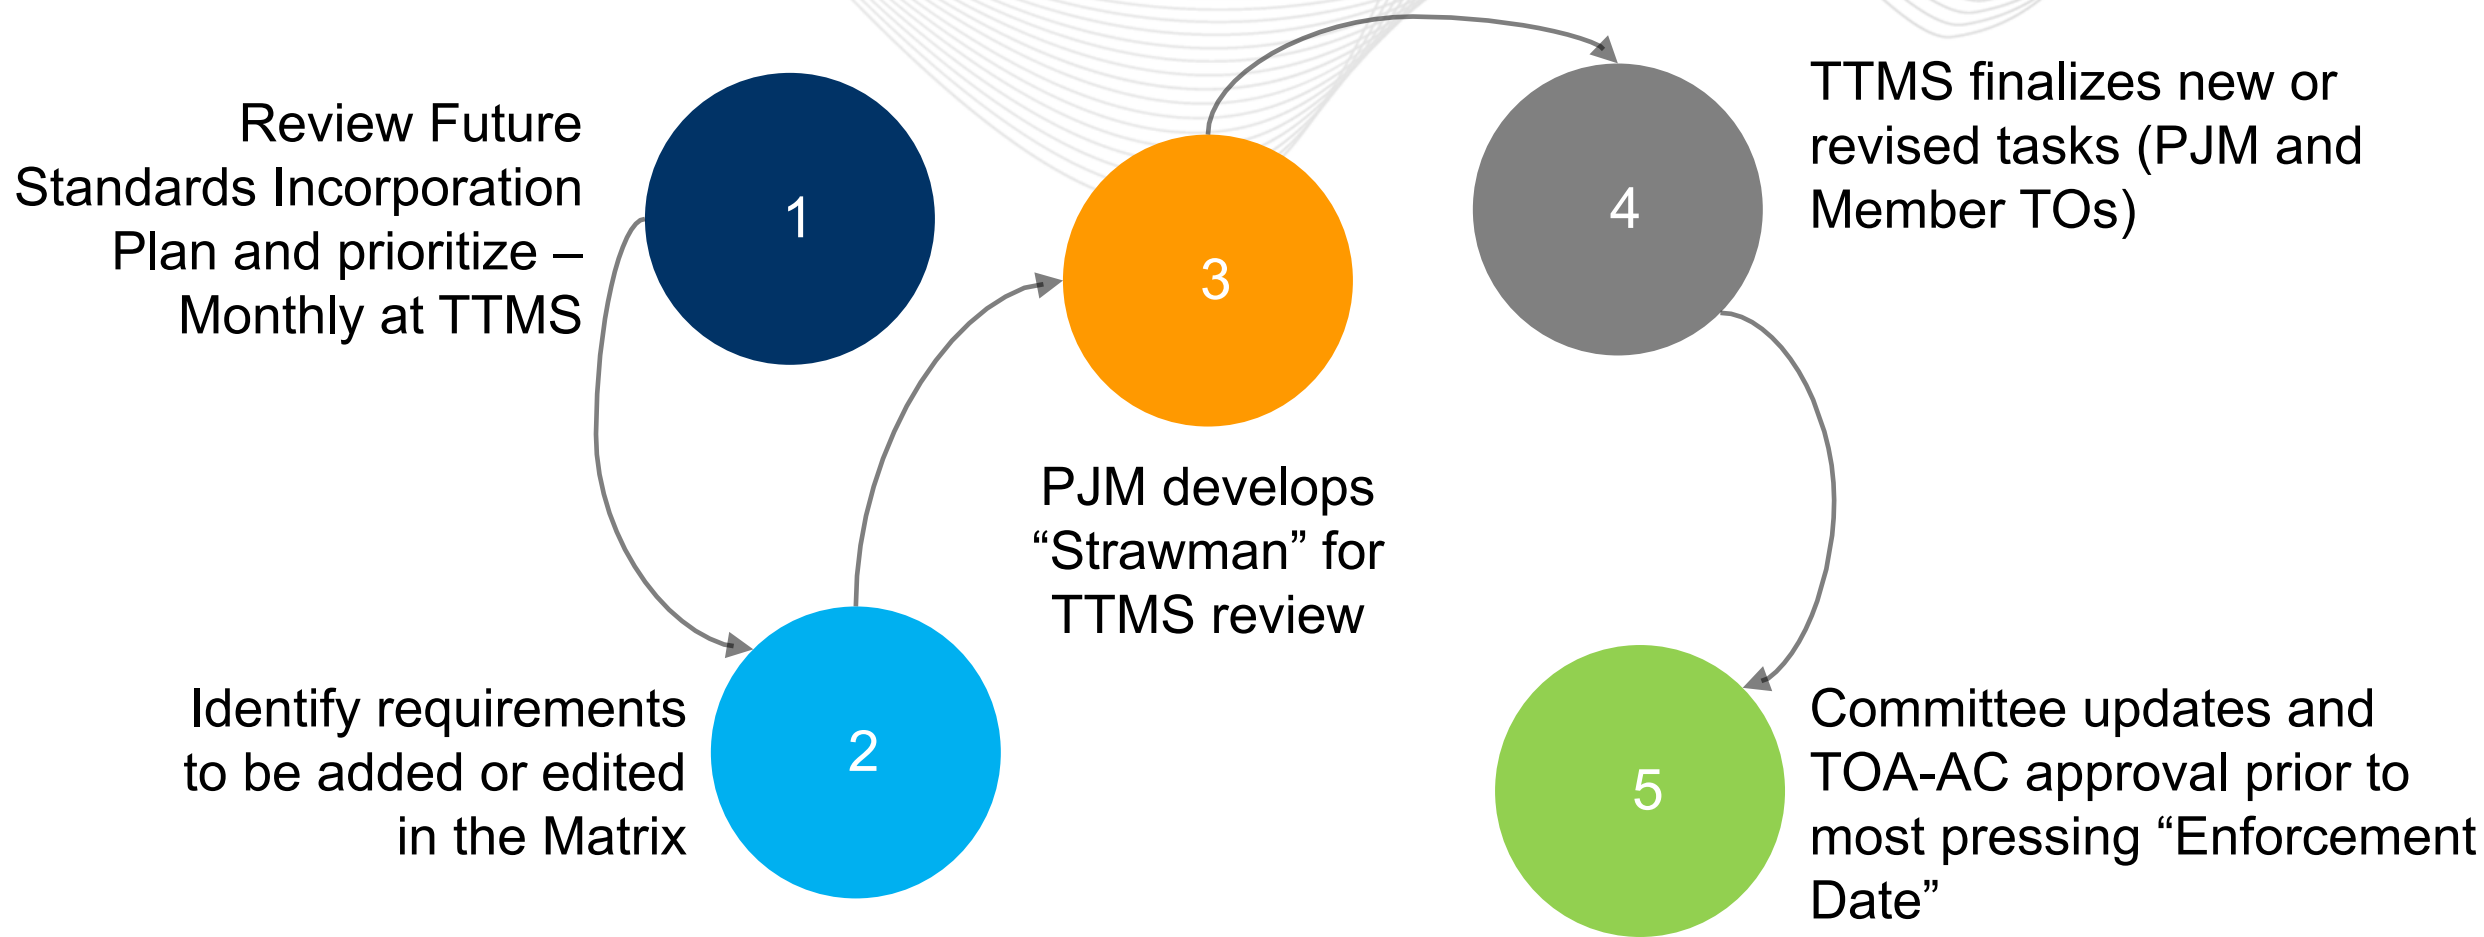 Review Future
Standards Incorporation
Plan and prioritize –
Monthly at TTMS
1
Identify requirements
to be added or edited
in the Matrix
2
3
PJM develops
“Strawman” for
TTMS review
4
TTMS finalizes new or
revised tasks (PJM and
Member TOs)
5
Committee updates and
TOA-AC approval prior to
most pressing “Enforcement
Date”